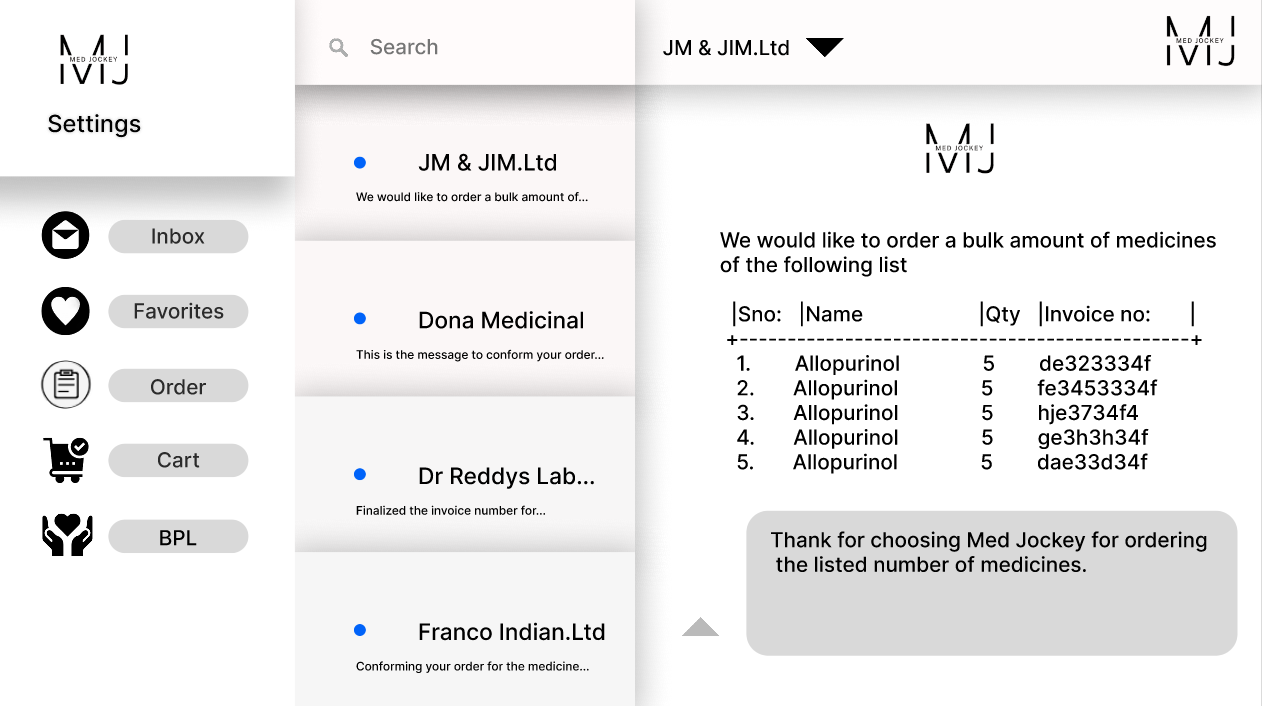 MJ
MED JOCKEY
Settings
Inbox
Favorites
Order
Cart
BPL
Search
JM & JIM.Ltd
We would like to order a bulk amount of...
Dona Medicinal
This is the message to conform your order...
Dr Reddys Lab...
Finalized the invoice number for...
Franco Indian.Ltd
Conforming your order for the medicine...
JM & JIM.Ltd
MJ
MED JOCKEY
MJ
MED JOCKEY
We would like to order a bulk amount of medicines
of the following list
|Sno: |Name |Qty |Invoice no: |
+-----------------------------------------------+
1. Allopurinol 5 de323334f
2. Allopurinol 5 fe3453334f
3. Allopurinol 5 hje3734f4
4. Allopurinol 5 ge3h3h34f
5. Allopurinol 5 dae33d34f
Thank for choosing Med Jockey for ordering
the listed number of medicines.